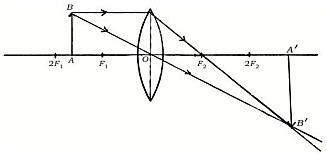 B
A'
2F₁ A F₁ O F₂ 2F₂
B'